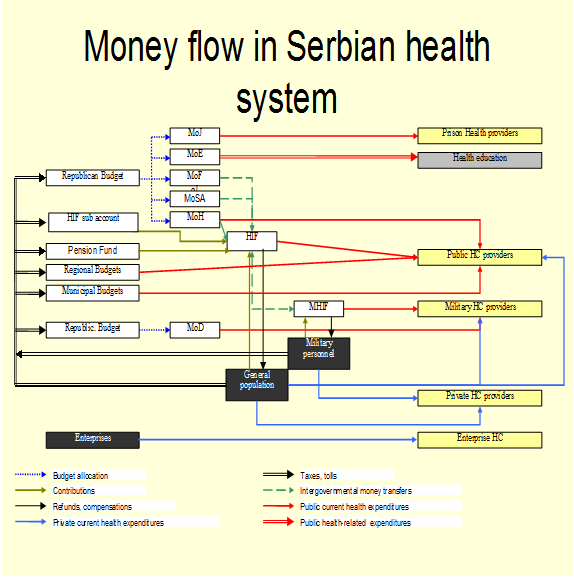 Money flow in Serbian health
system
MoJ
Prison Health providers
MoE
Health education
Republican Budget
MoF
MoSA
HIF sub account
MoH
HIF
Pension Fund
Public HC providers
Regional Budgets
Municipal Budgets
MHIF
Military HC providers
Republic. Budget
MoD
Military
personnel
General
population
Private HC providers
Enterprises
Enterprise HC
Budget allocation
Taxes, tolls
Contributions
Intergovernmental money transfers
Refunds, compensations
Public current health expenditures
Private current health expenditures
Public health-related expenditures